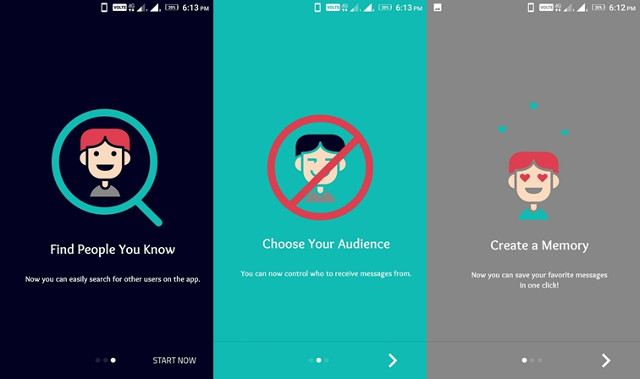 VOLTE 4G 39% 6:13 PM
Find People You Know
Now you can easily search for other users on the app.
START NOW
VOLTE 4G 39% 6:13 PM
Choose Your Audience
You can now control who to receive messages from.
VOLTE 4G 39% 6:12 PM
Create a Memory
Now you can save your favorite messages
in one click!